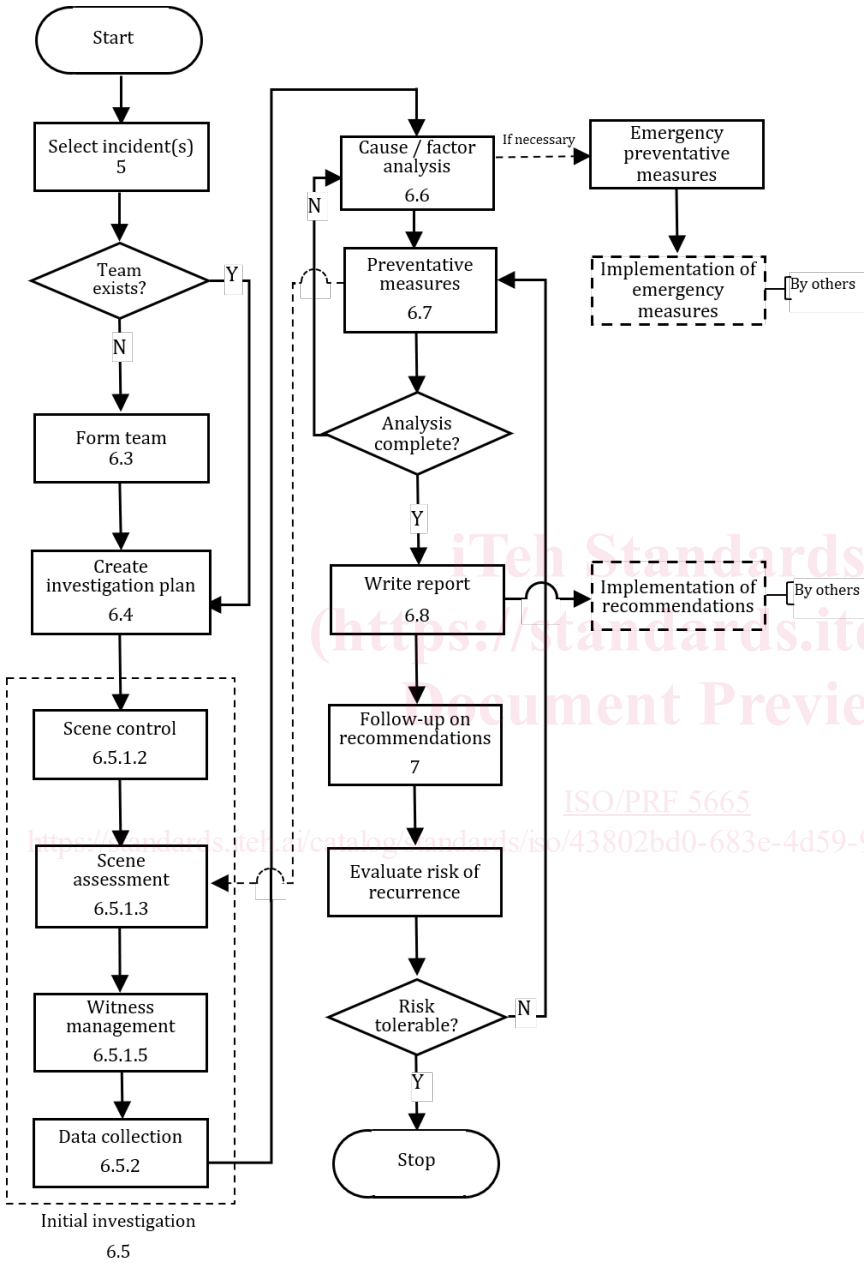 Start
Select incident(s)
5
Team
exists?
Y
N
Form team
6.3
Create
investigation plan
6.4
Scene control
6.5.1.2
Scene
assessment
6.5.1.3
Witness
management
6.5.1.5
Data collection
6.5.2
Initial investigation
6.5
Cause / factor
analysis
6.6
If necessary
Emergency
preventative
measures
Implementation of
emergency
measures
By others
N
Preventative
measures
6.7
Analysis
complete?
Y
Write report
6.8
Implementation of
recommendations
By others
Follow-up on
recommendations
7
Evaluate risk of
recurrence
Risk
tolerable?
N
Y
Stop
iTeh Standards
(https://standards.ite
Document Previe
ISO/PRF 5665
https://standards.iteh.ai/catalog/standards/iso/43802bd0-683e-4d59-9